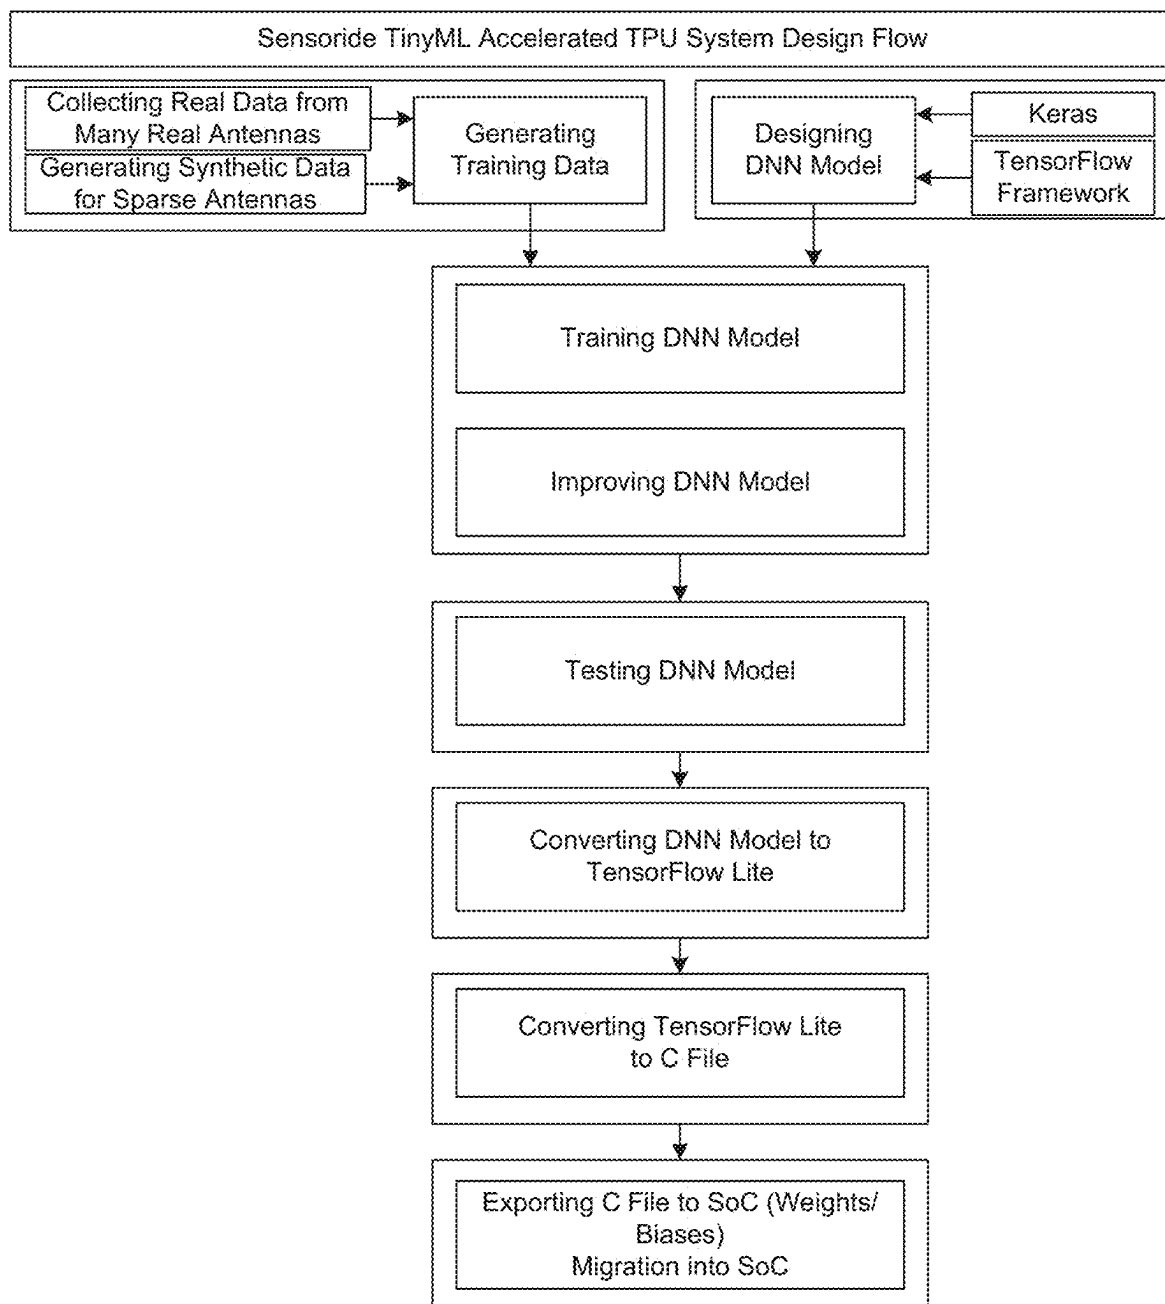 Sensoride TinyML Accelerated TPU System Design Flow
Collecting Real Data from
Many Real Antennas
Generating Synthetic Data
for Sparse Antennas
Generating
Training Data
Designing
DNN Model
Keras
TensorFlow
Framework
Training DNN Model
Improving DNN Model
Testing DNN Model
Converting DNN Model to
TensorFlow Lite
Converting TensorFlow Lite
to C File
Exporting C File to SoC (Weights/
Biases)
Migration into SoC